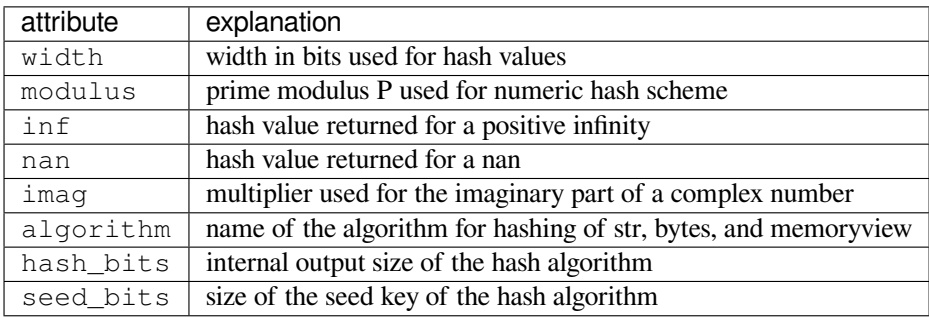 attribute explanation
width width in bits used for hash values
modulus prime modulus P used for numeric hash scheme
inf hash value returned for a positive infinity
nan hash value returned for a nan
imag multiplier used for the imaginary part of a complex number
algorithm name of the algorithm for hashing of str, bytes, and memoryview
hash_bits internal output size of the hash algorithm
seed_bits size of the seed key of the hash algorithm